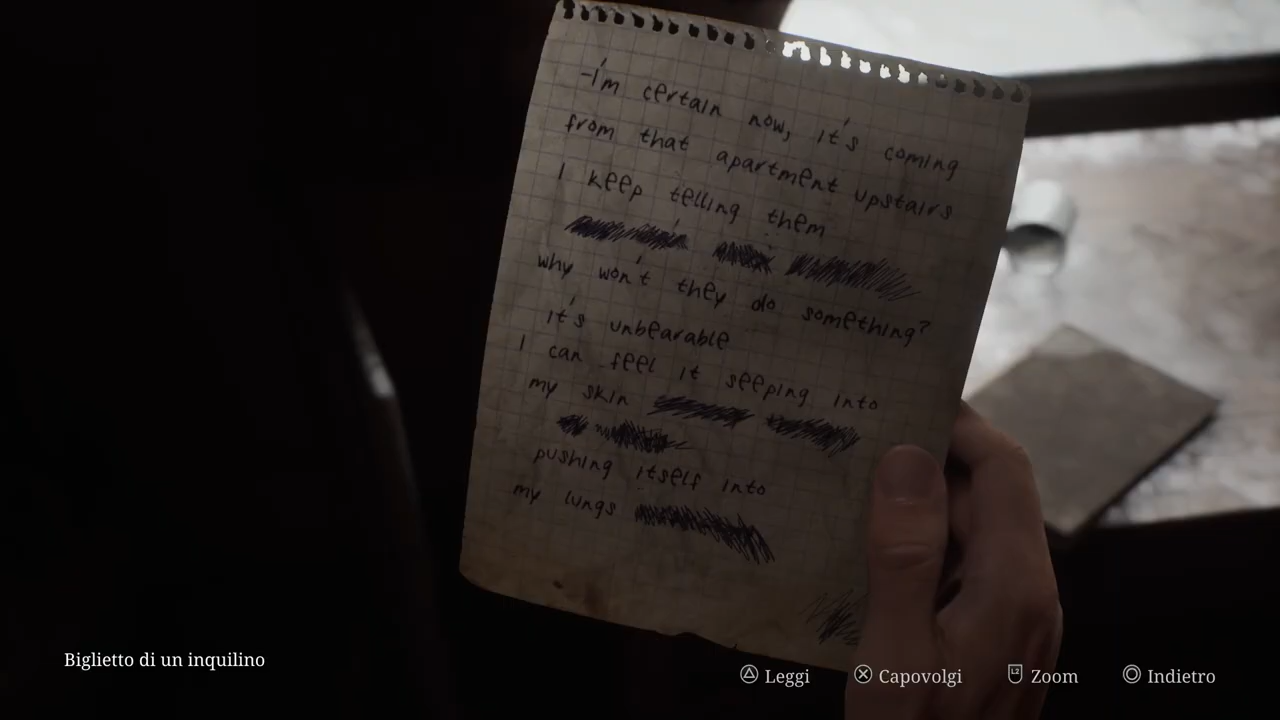 -I'm certain now, it's coming
from that apartment upstairs
I keep telling them
why won't they do something?
it's unbearable
I can feel it seeping into
my skin
pushing itself into
my lungs
Biglietto di un inquilino
Leggi
Capovolgi
L2 Zoom
Indietro